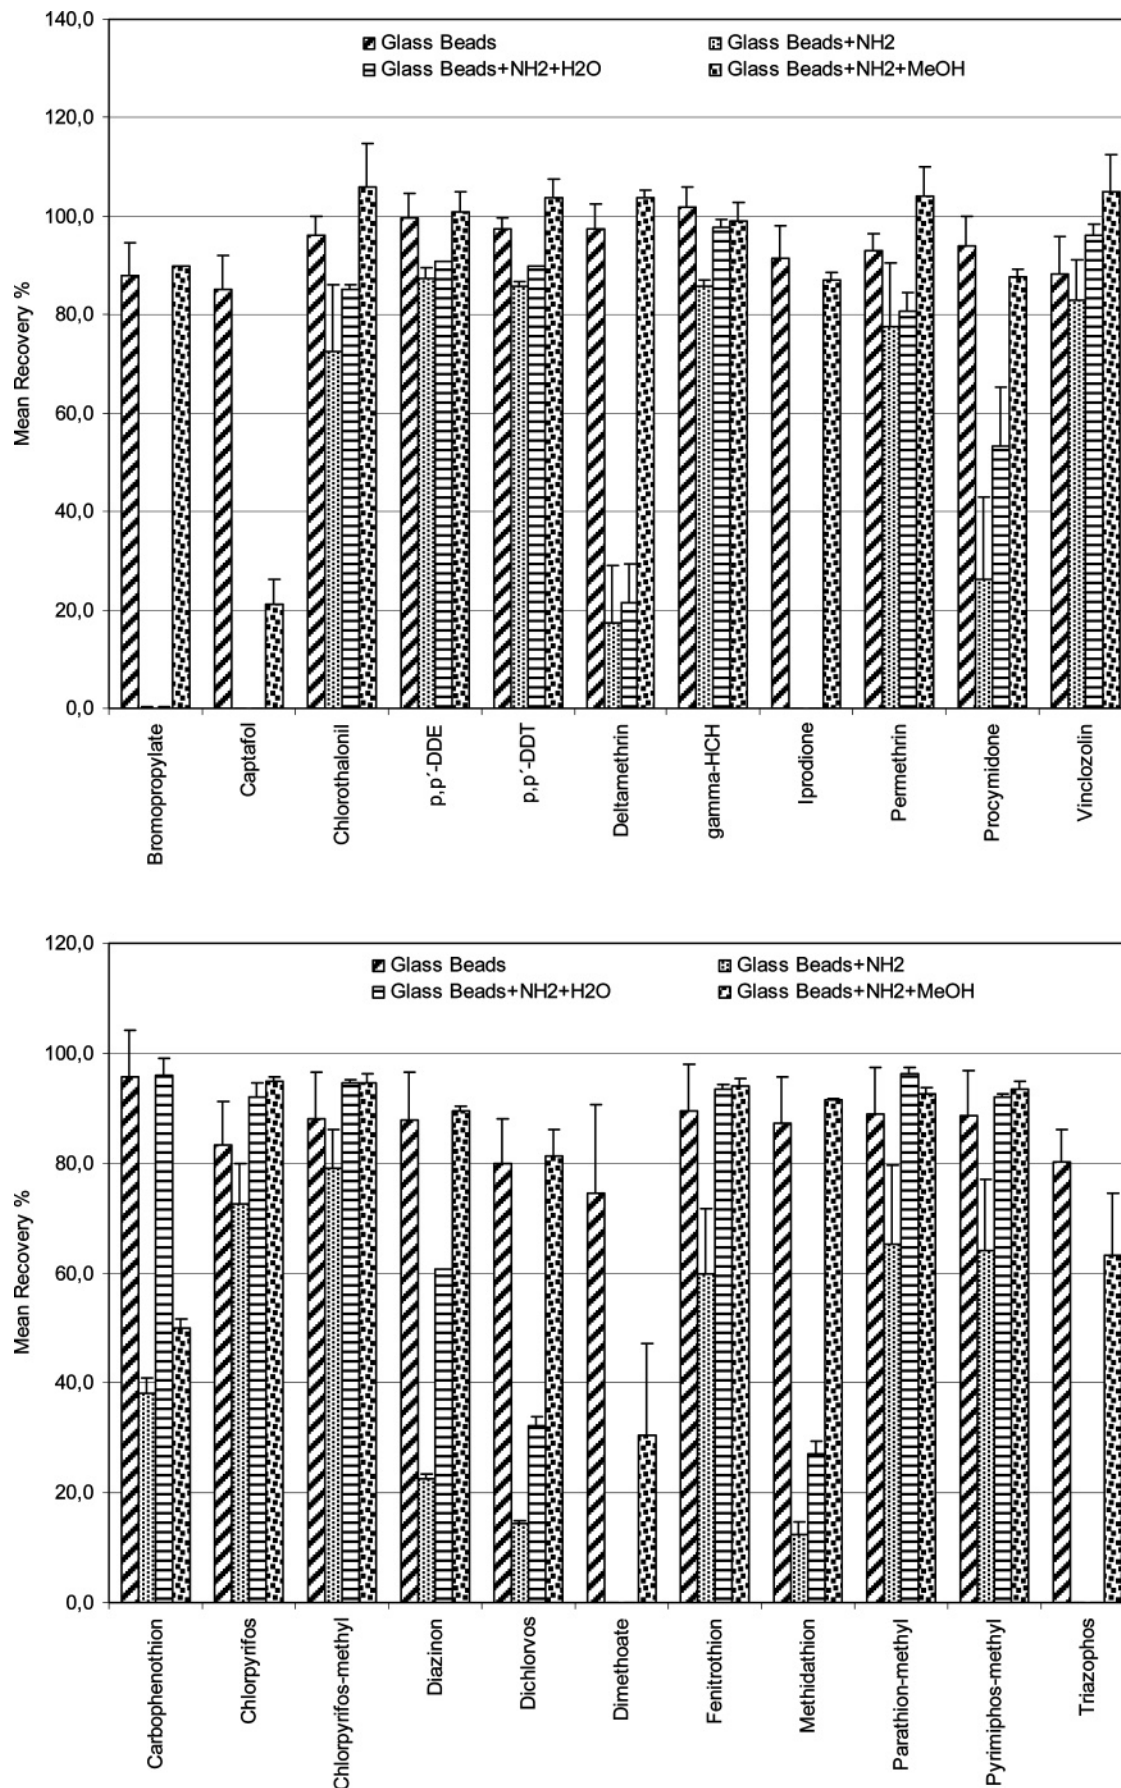 140,0
Glass Beads
Glass Beads+NH2
Glass Beads+NH2+H2O
Glass Beads+NH2+MeOH
120,0
100,0
80,0
60,0
40,0
20,0
0,0
Mean Recovery %
Bromopropylate
Captafol
Chlorothalonil
p,p´-DDE
p,p´-DDT
Deltamethrin
gamma-HCH
Iprodione
Permethrin
Procymidone
Vinclozolin
120,0
Glass Beads
Glass Beads+NH2
Glass Beads+NH2+H2O
Glass Beads+NH2+MeOH
100,0
80,0
60,0
40,0
20,0
0,0
Mean Recovery %
Carbophenothion
Chlorpyrifos
Chlorpyrifos-methyl
Diazinon
Dichlorvos
Dimethoate
Fenitrothion
Methidathion
Parathion-methyl
Pyrimiphos-methyl
Triazophos